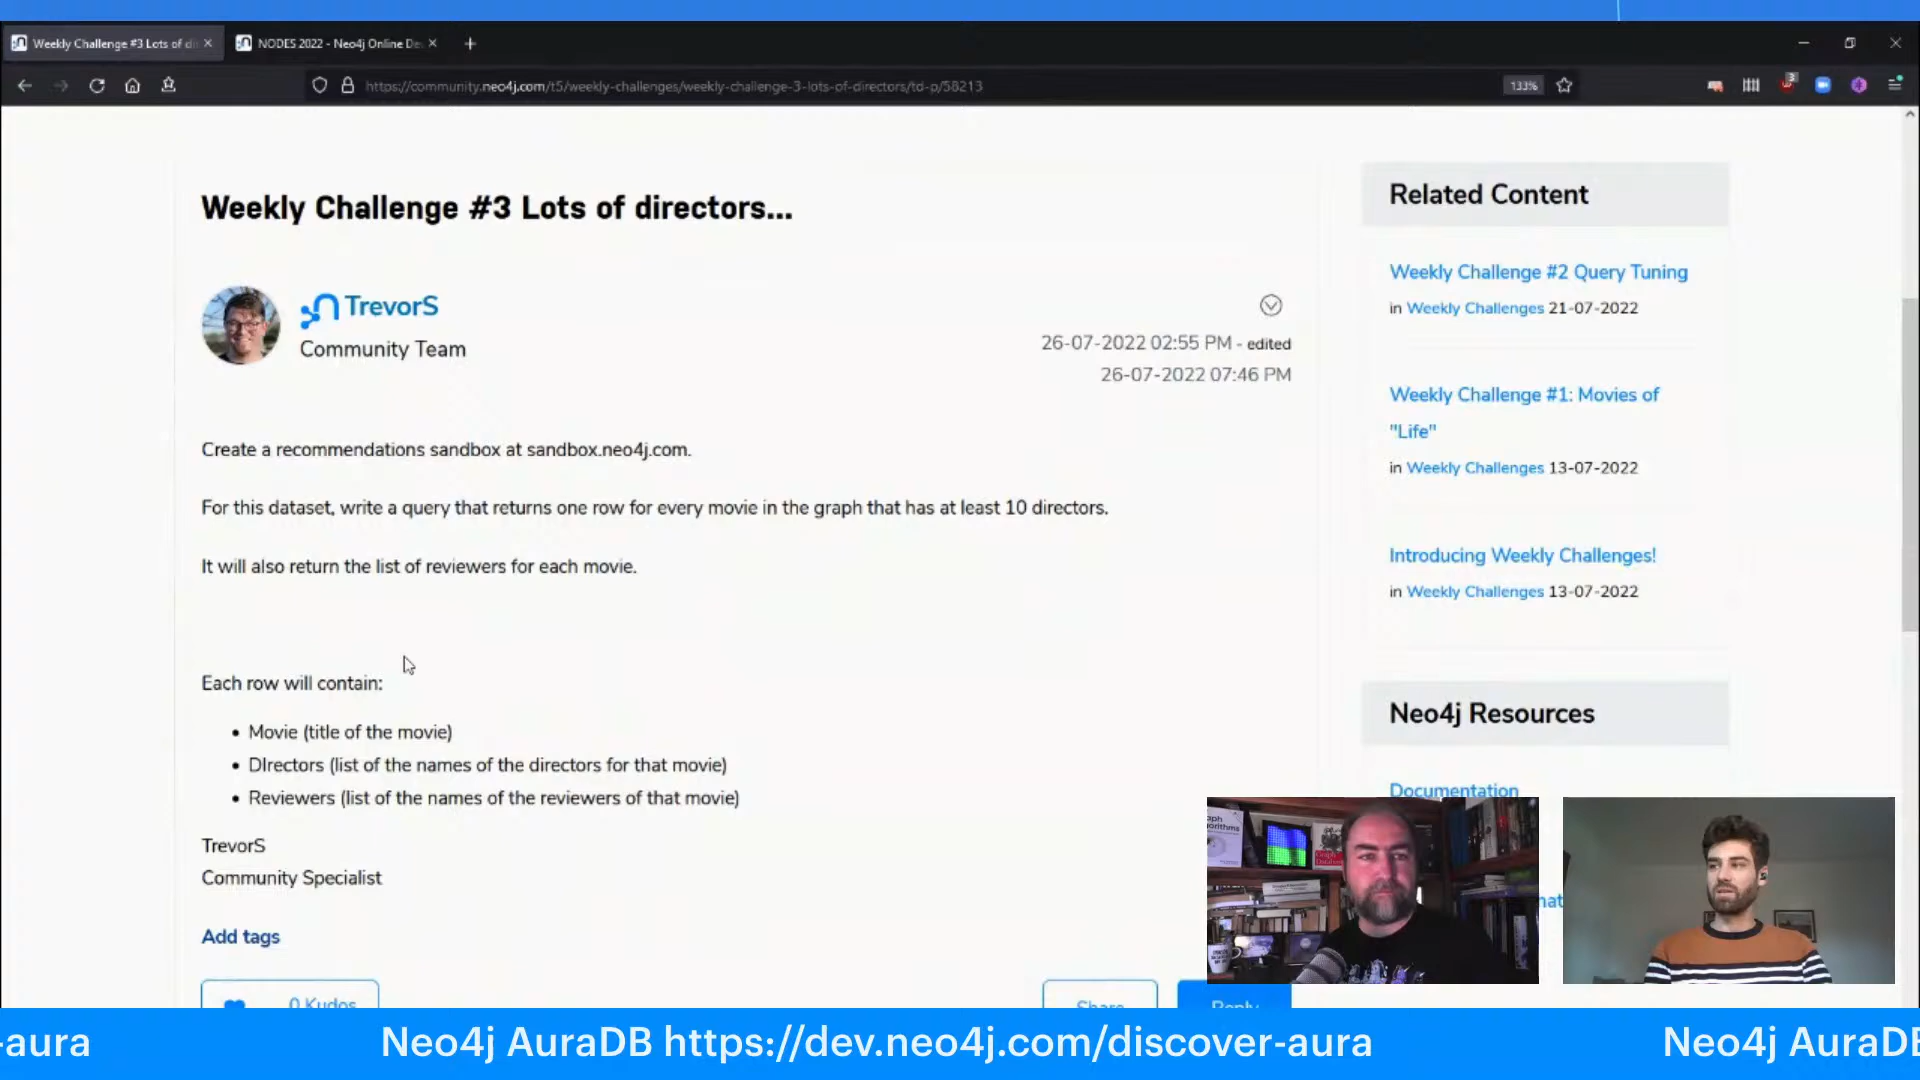 Weekly Challenge #3 Lots of di
NODES 2022 - Neo4j Online De
https://community.neo4j.com/t5/weekly-challenges/weekly-challenge-3-lots-of-directors/td-p/58213
133%
3
Weekly Challenge #3 Lots of directors...
TrevorS
Community Team
26-07-2022 02:55 PM - edited
26-07-2022 07:46 PM
Create a recommendations sandbox at sandbox.neo4j.com.
For this dataset, write a query that returns one row for every movie in the graph that has at least 10 directors.
It will also return the list of reviewers for each movie.
Each row will contain:
• Movie (title of the movie)
• DIrectors (list of the names of the directors for that movie)
• Reviewers (list of the names of the reviewers of that movie)
TrevorS
Community Specialist
Add tags
0 Kudos
Share
Reply
Related Content
Weekly Challenge #2 Query Tuning
in Weekly Challenges 21-07-2022
Weekly Challenge #1: Movies of
"Life"
in Weekly Challenges 13-07-2022
Introducing Weekly Challenges!
in Weekly Challenges 13-07-2022
Neo4j Resources
Documentation
-aura
Neo4j AuraDB https://dev.neo4j.com/discover-aura
Neo4j AuraDB